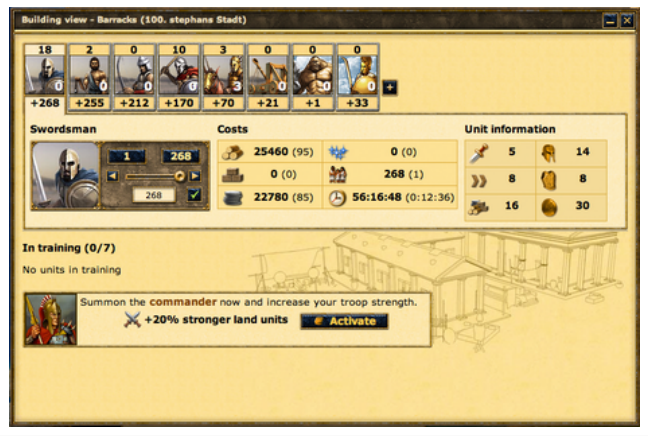 Building view - Barracks (100. stephans Stadt)
18 2 0 10 3 0 0 0
0 0 0 0 3 0 0 0
+268 +255 +212 +170 +70 +21 +1 +33
Swordsman
1 268
268
Costs
25460 (95) 0 (0)
0 (0) 268 (1)
22780 (85) 56:16:48 (0:12:36)
Unit information
5 14
8 8
16 30
In training (0/7)
No units in training
Summon the commander now and increase your troop strength.
+20% stronger land units Activate